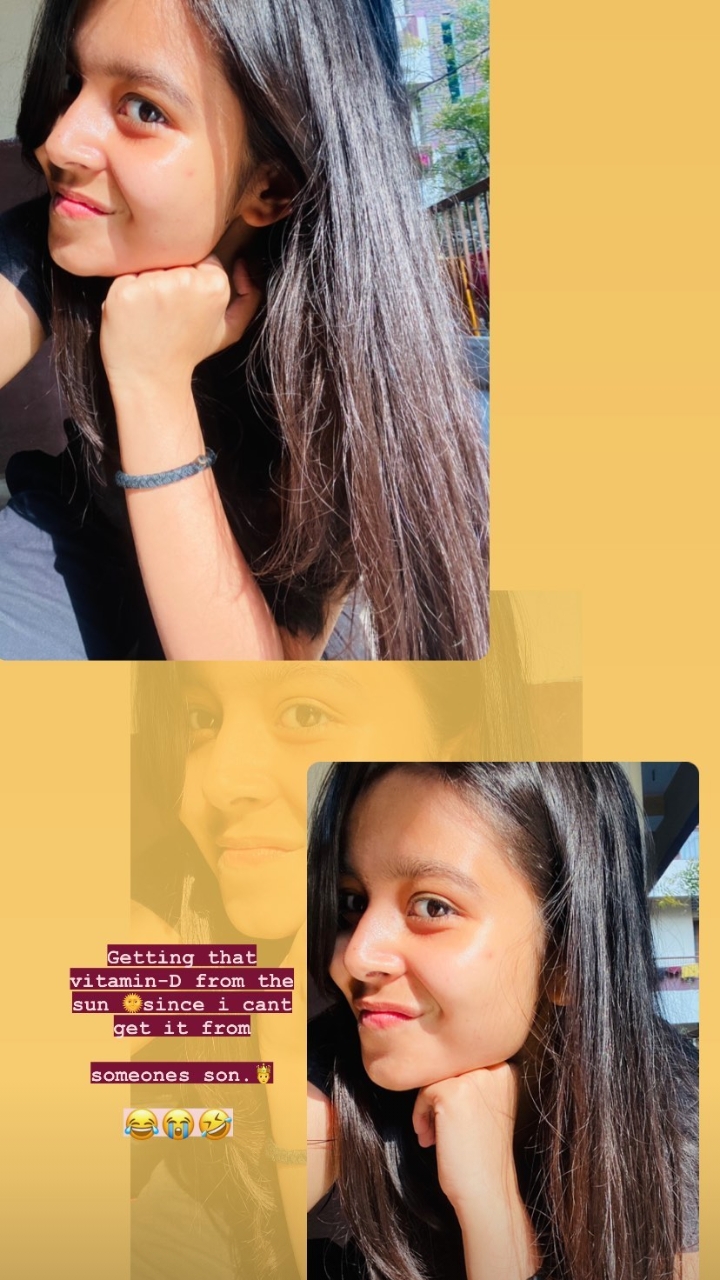 Getting that
vitamin-D from the
sun 🌞since i cant
get it from
someones son.🤴
😂😭🤣